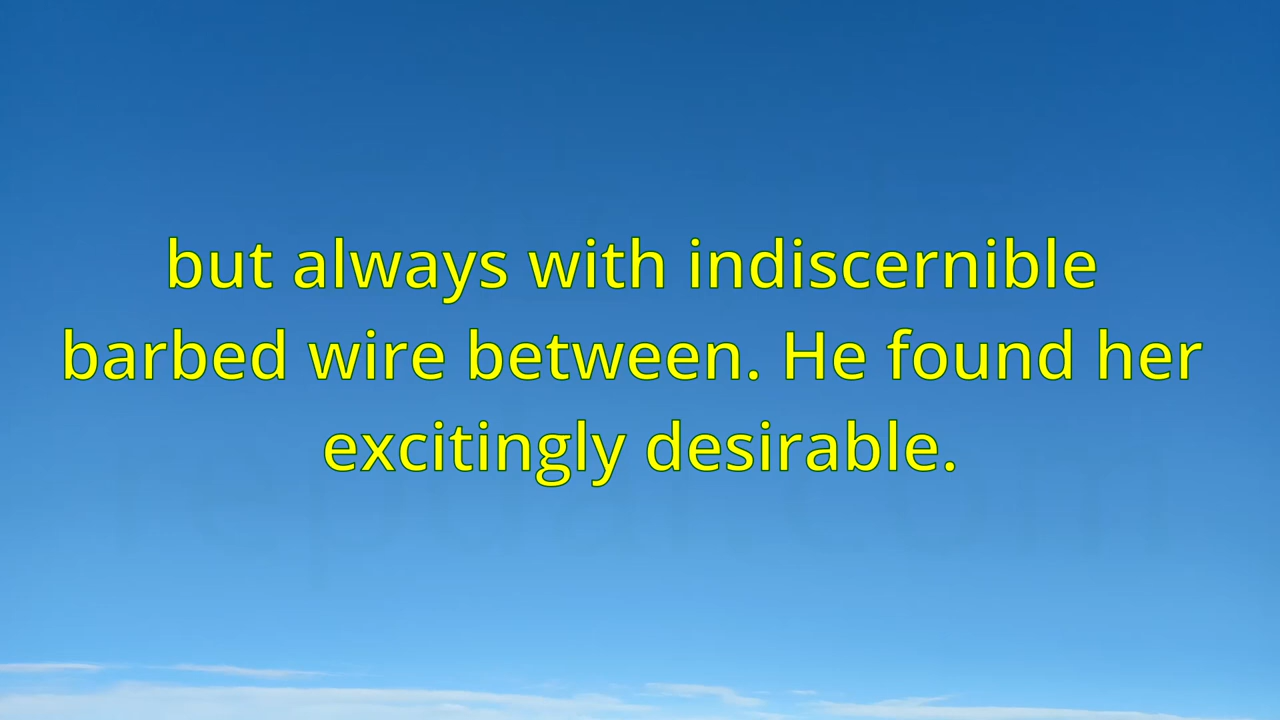 but always with indiscernible
barbed wire between. He found her
excitingly desirable.